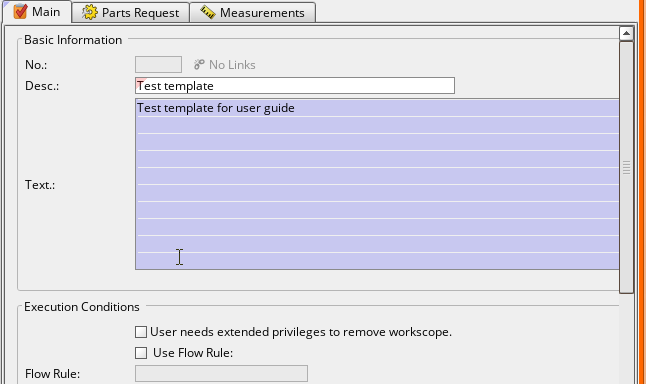 Main Parts Request Measurements
Basic Information
No.: No Links
Desc.: Test template
Test template for user guide
Text.:
Execution Conditions
User needs extended privileges to remove workscope.
Use Flow Rule:
Flow Rule: